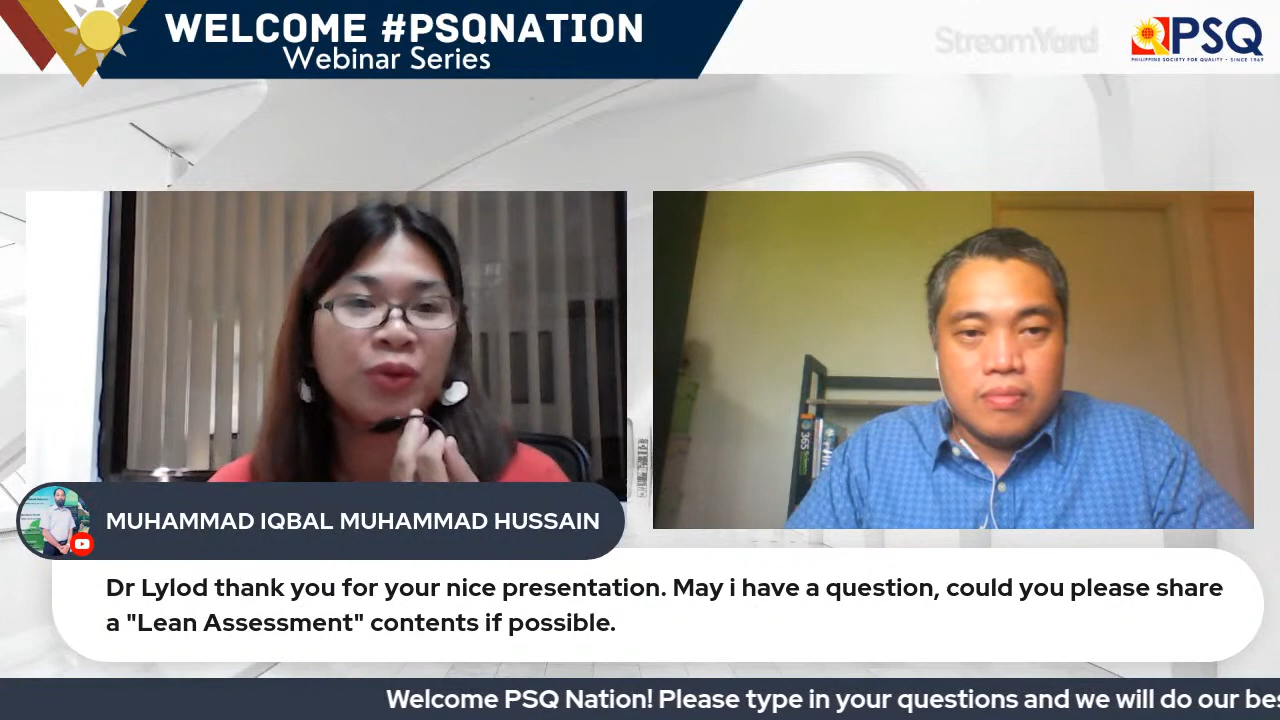 WELCOME #PSQNATION
Webinar Series
StreamYard
PSQ
PHILIPPINE SOCIETY FOR QUALITY • SINCE 1969
365
MUHAMMAD IQBAL MUHAMMAD HUSSAIN
Dr Lylod thank you for your nice presentation. May i have a question, could you please share
a "Lean Assessment" contents if possible.
Welcome PSQ Nation! Please type in your questions and we will do our bes